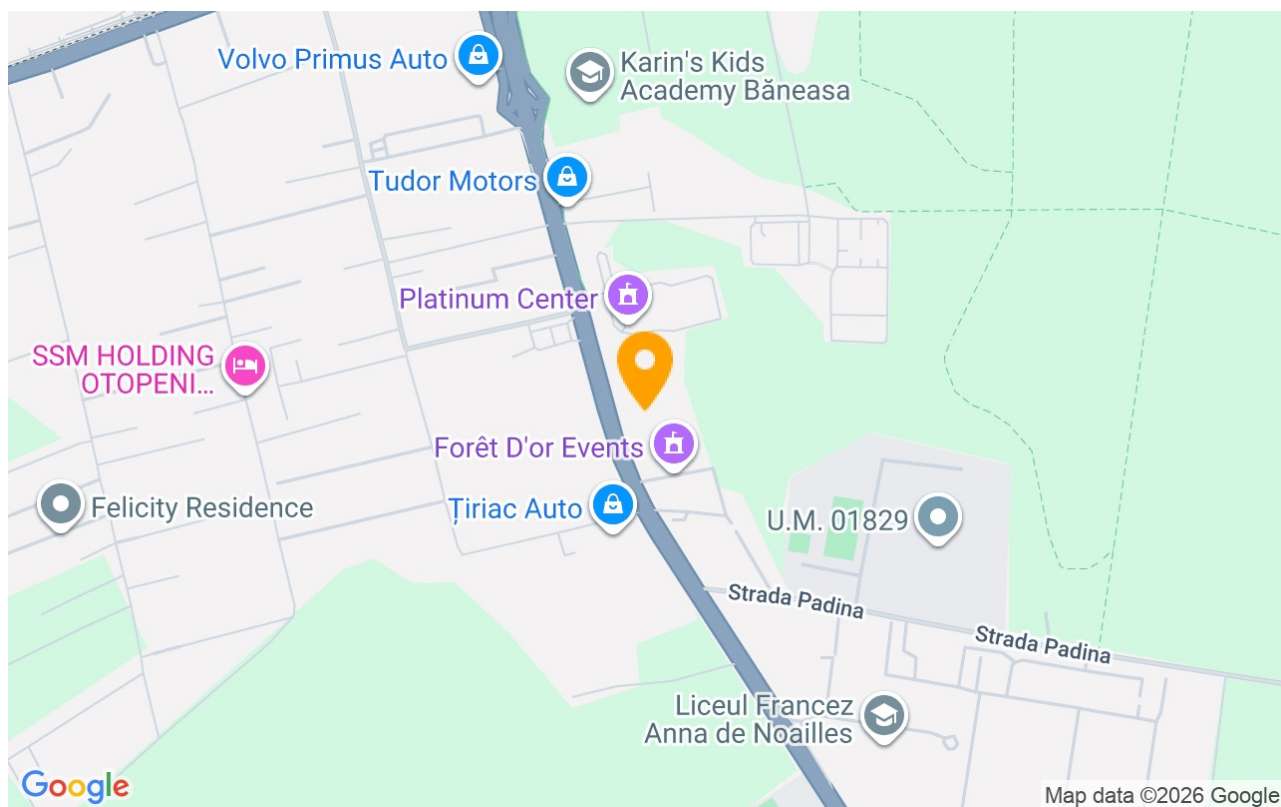 Volvo Primus Auto
Karin's Kids
Academy Băneasa
Tudor Motors
Platinum Center
SSM HOLDING
OTOPENI...
Forêt D'or Events
Felicity Residence
Țiriac Auto
U.M. 01829
Strada Padina
Strada Padina
Liceul Francez
Anna de Noailles
Google
Map data ©2026 Google